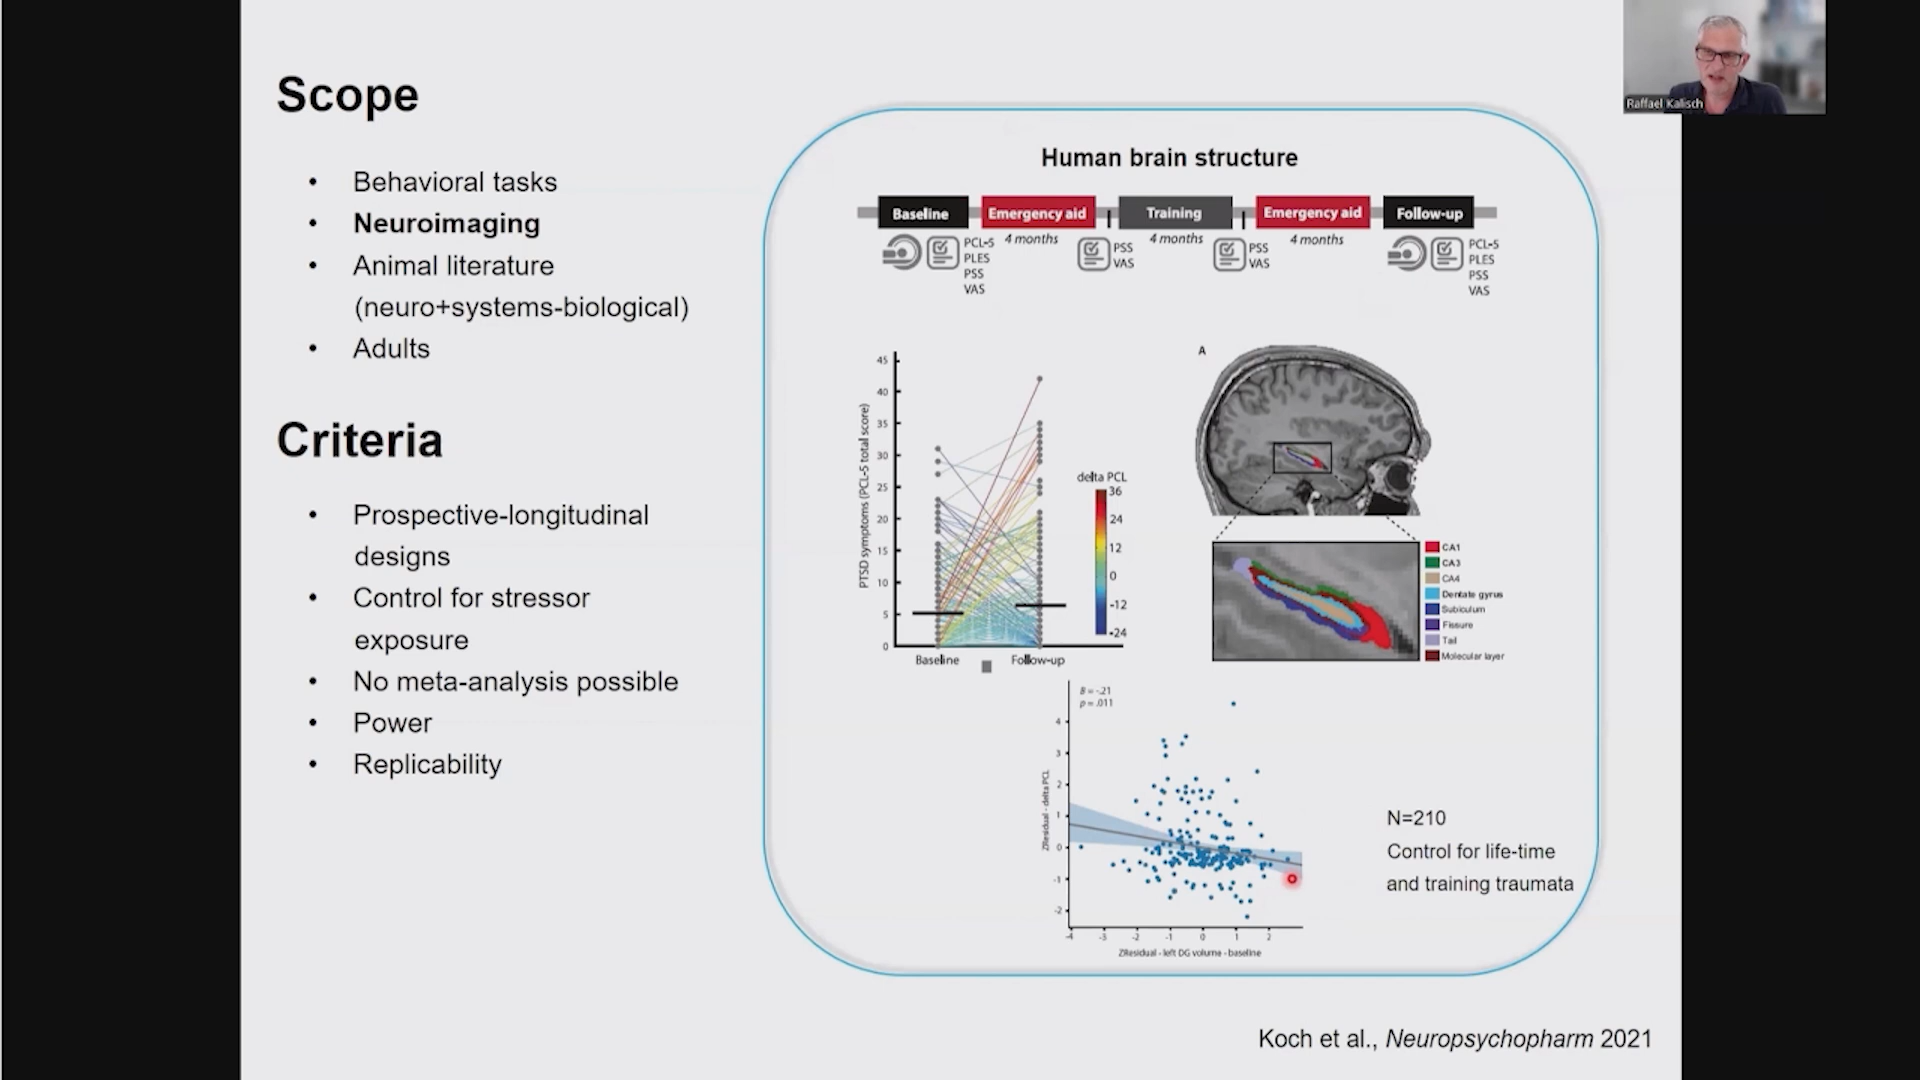 Raffael Kalisch
Scope
• Behavioral tasks
• Neuroimaging
• Animal literature
(neuro+systems-biological)
• Adults
Criteria
• Prospective-longitudinal
designs
• Control for stressor
exposure
• No meta-analysis possible
• Power
• Replicability
Human brain structure
Baseline Emergency aid Training Emergency aid Follow-up
4 months 4 months 4 months
PCL-5
PLES
PSS
VAS
PSS
VAS
PSS
VAS
PCL-5
PLES
PSS
VAS
PTSD symptoms (PCL-5 total score)
45
40
35
30
25
20
15
10
5
0
Baseline Follow-up
delta PCL
36
24
12
0
-12
-24
A
CA1
CA3
CA4
Dentate gyrus
Subiculum
Fissure
Tail
Molecular layer
B = -.21
p = .011
ZResidual - delta PCL
4
3
2
1
0
-1
-2
-4 -3 -2 -1 0 1 2
ZResidual - left DG volume - baseline
N=210
Control for life-time
and training traumata
Koch et al., Neuropsychopharm 2021